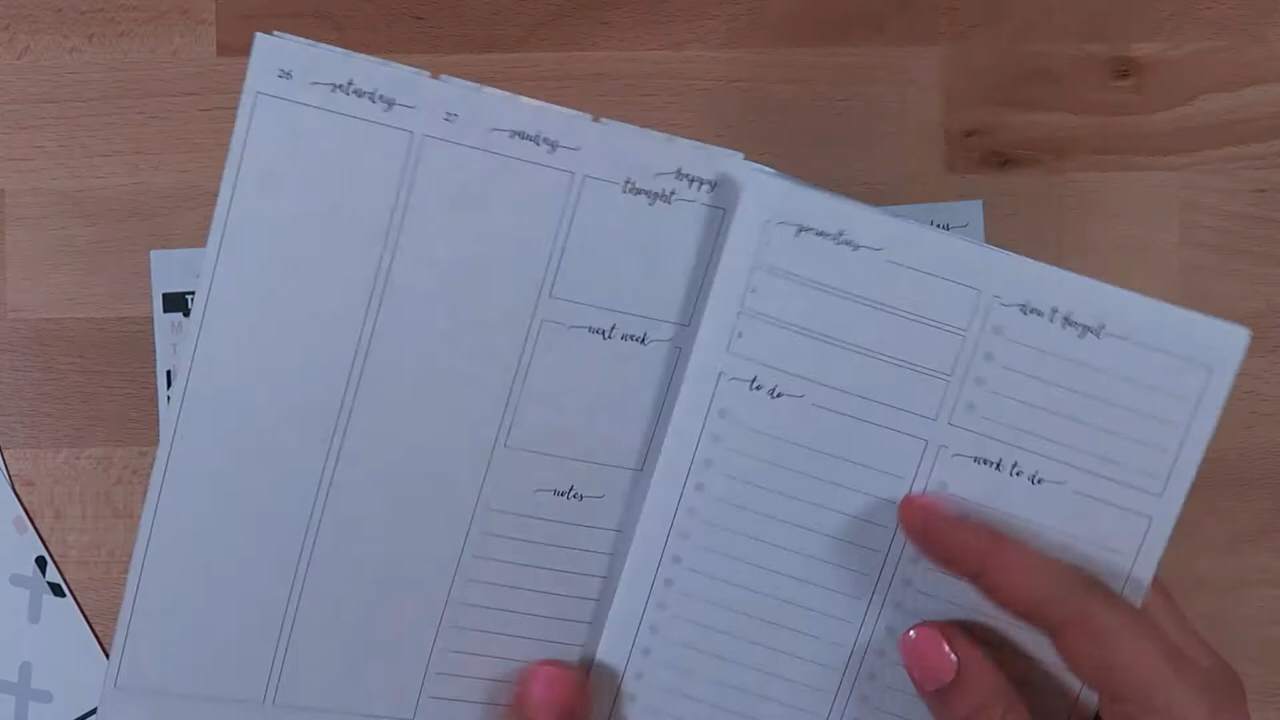 26 saturday
27 sunday
happy
thought
next week
notes
priorities
don't forget
to do
work to do
T
M
T